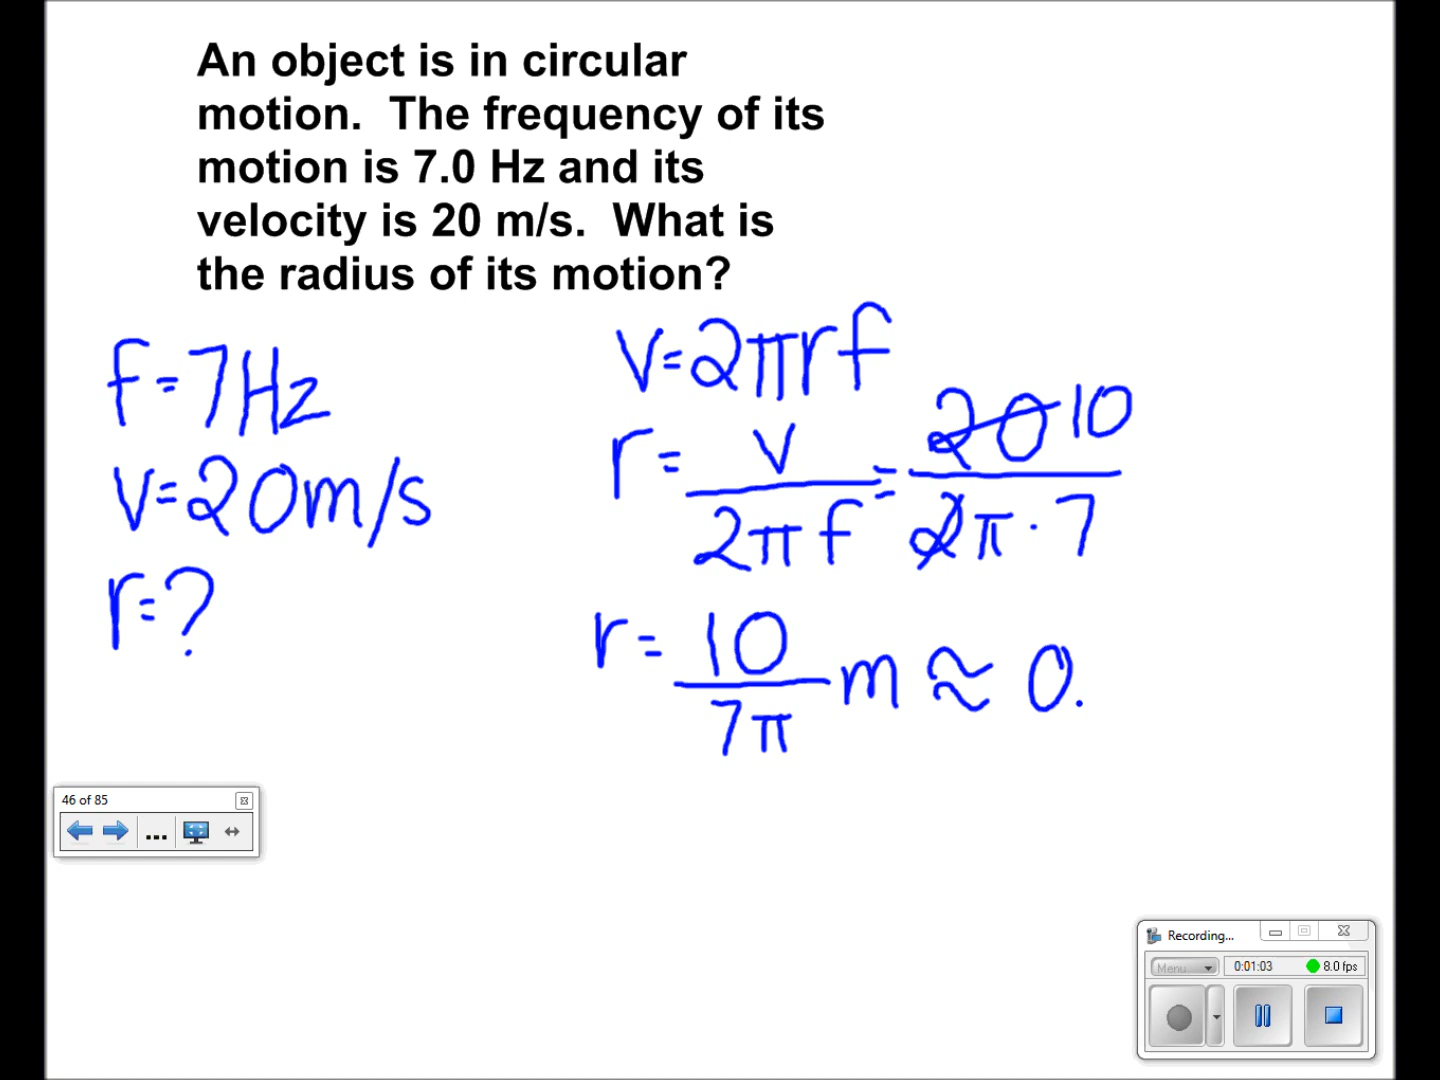 An object is in circular
motion.  The frequency of its
motion is 7.0 Hz and its
velocity is 20 m/s.  What is
the radius of its motion?
f=7Hz
v=20m/s
r=?
v=2πrf
r= v/2πf = 20 10/2π·7
r= 10/7π m ≈ 0.
46 of 85
...
Recording...
Menu
0:01:03
8.0 fps